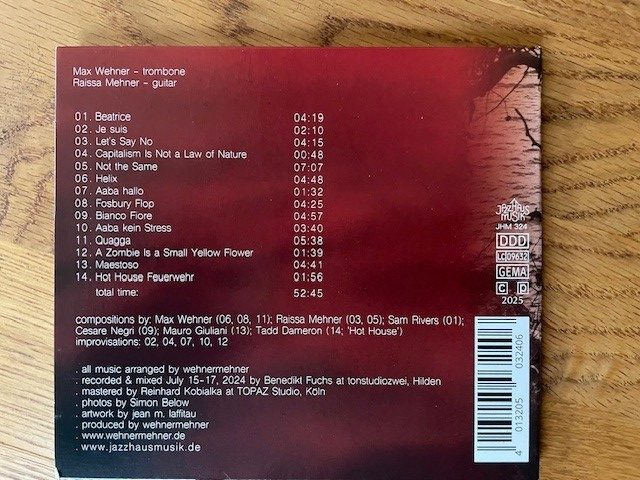 Max Wehner – trombone
Raissa Mehner – guitar
01. Beatrice 04:19
02. Je suis 02:10
03. Let's Say No 04:15
04. Capitalism Is Not a Law of Nature 00:48
05. Not the Same 07:07
06. Helix 04:48
07. Aaba hallo 01:32
08. Fosbury Flop 04:25
09. Bianco Fiore 04:57
10. Aaba kein Stress 03:40
11. Quagga 05:38
12. A Zombie Is a Small Yellow Flower 01:39
13. Maestoso 04:41
14. Hot House Feuerwehr 01:56
total time: 52:45
compositions by: Max Wehner (06, 08, 11); Raissa Mehner (03, 05); Sam Rivers (01);
Cesare Negri (09); Mauro Giuliani (13); Tadd Dameron (14; 'Hot House')
improvisations: 02, 04, 07, 10, 12
. all music arranged by wehnermehner
. recorded & mixed July 15-17, 2024 by Benedikt Fuchs at tonstudiozwei, Hilden
. mastered by Reinhard Kobialka at TOPAZ Studio, Köln
. photos by Simon Below
. artwork by jean m. laffitau
. produced by wehnermehner
. www.wehnermehner.de
. www.jazzhausmusik.de
JAZZHAUS
MUSIK
JHM 324
DDD
LC 09632
GEMA
C D
2025
4 013205 032406